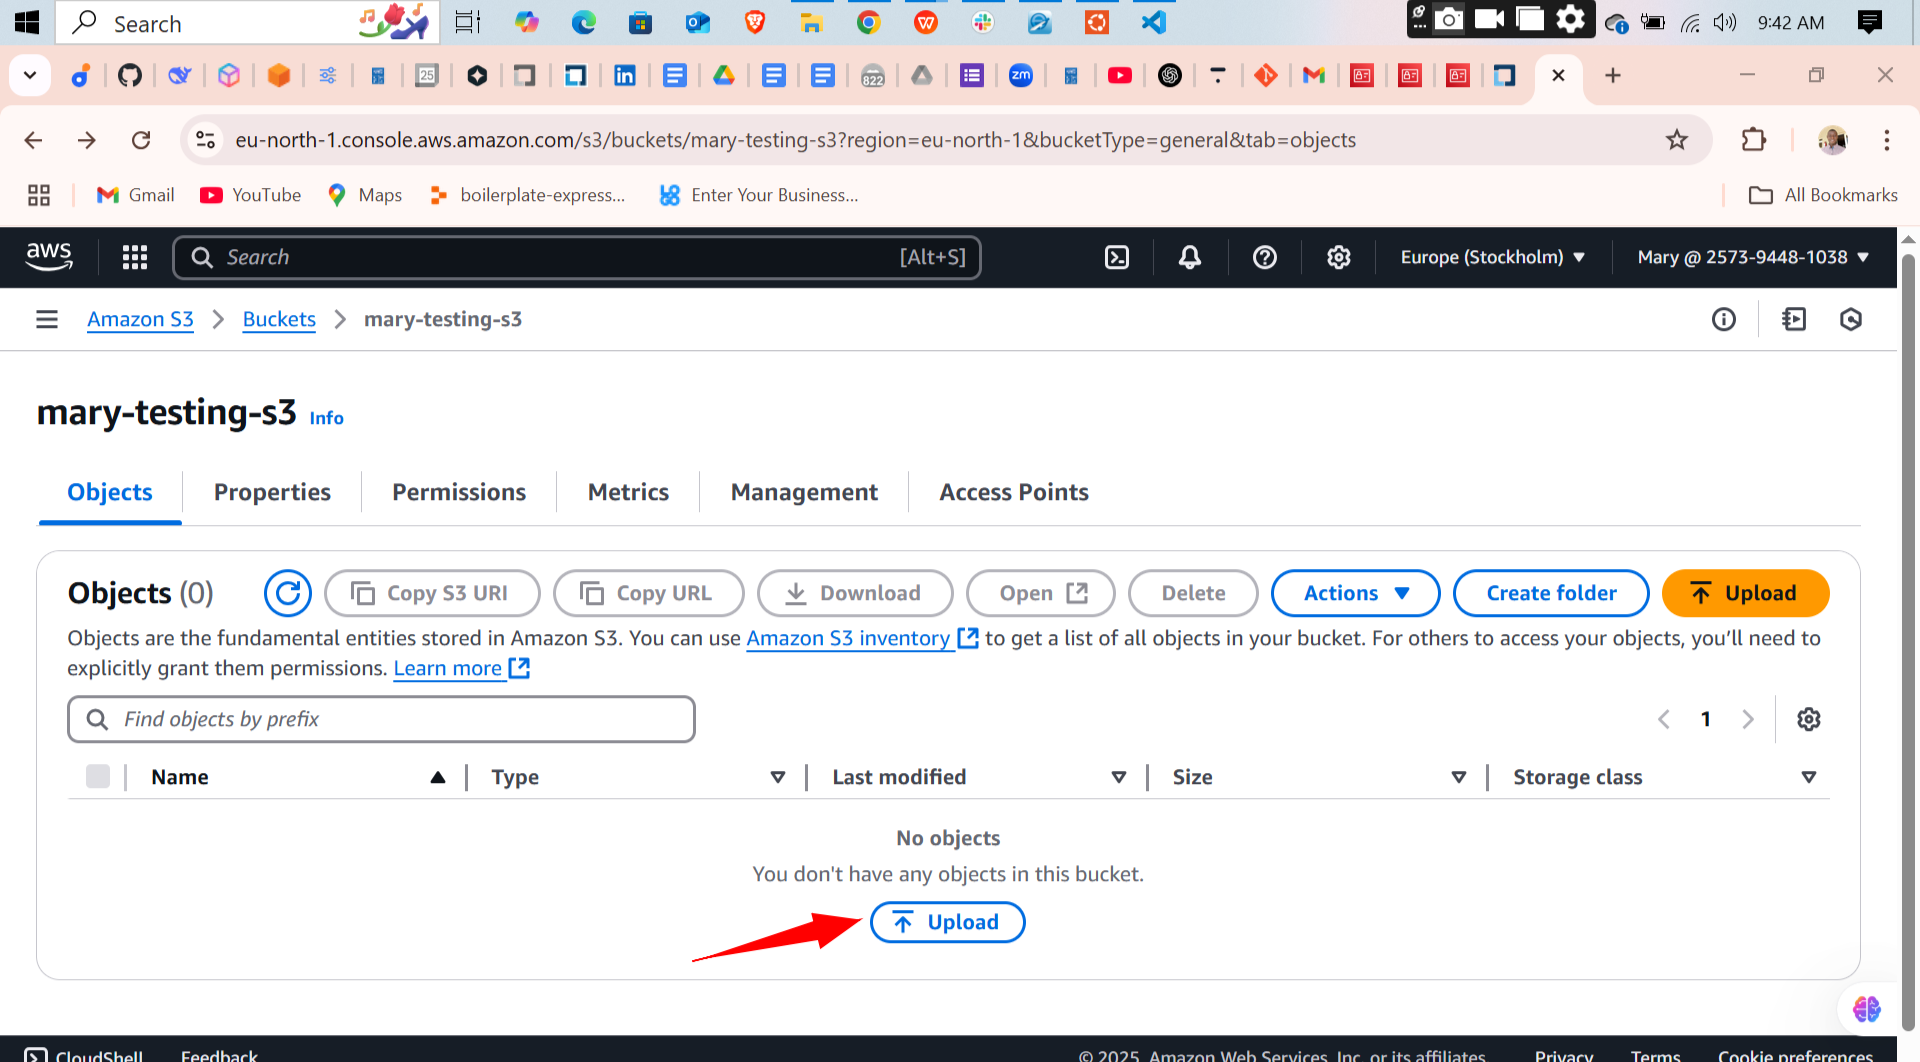 Search
9:42 AM
25
822
zm
eu-north-1.console.aws.amazon.com/s3/buckets/mary-testing-s3?region=eu-north-1&bucketType=general&tab=objects
Gmail
YouTube
Maps
boilerplate-express...
Enter Your Business...
All Bookmarks
aws
Search
[Alt+S]
Europe (Stockholm)
Mary @ 2573-9448-1038
Amazon S3
Buckets
mary-testing-s3
mary-testing-s3 Info
Objects
Properties
Permissions
Metrics
Management
Access Points
Objects (0)
Copy S3 URI
Copy URL
Download
Open
Delete
Actions
Create folder
Upload
Objects are the fundamental entities stored in Amazon S3. You can use Amazon S3 inventory to get a list of all objects in your bucket. For others to access your objects, you’ll need to
explicitly grant them permissions. Learn more
Find objects by prefix
1
Name
Type
Last modified
Size
Storage class
No objects
You don't have any objects in this bucket.
Upload
CloudShell
Feedback
© 2025, Amazon Web Services, Inc. or its affiliates
Privacy
Terms
Cookie preferences